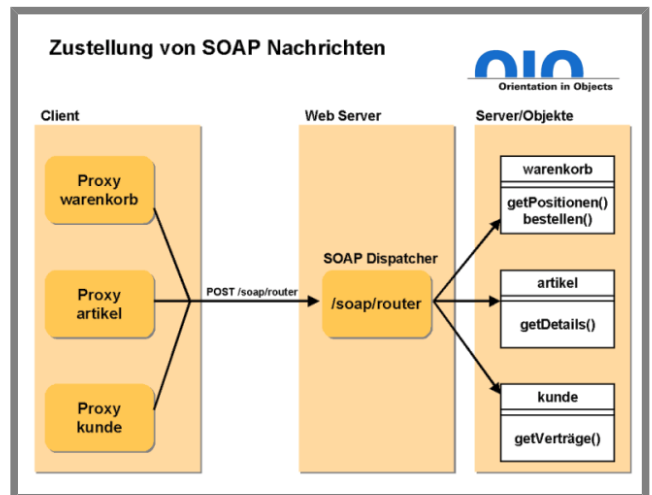 Zustellung von SOAP Nachrichten
OIO
Orientation in Objects
Client
Web Server
Server/Objekte
Proxy
warenkorb
Proxy
artikel
Proxy
kunde
POST /soap/router
SOAP Dispatcher
/soap/router
warenkorb
getPositionen()
bestellen()
artikel
getDetails()
kunde
getVerträge()